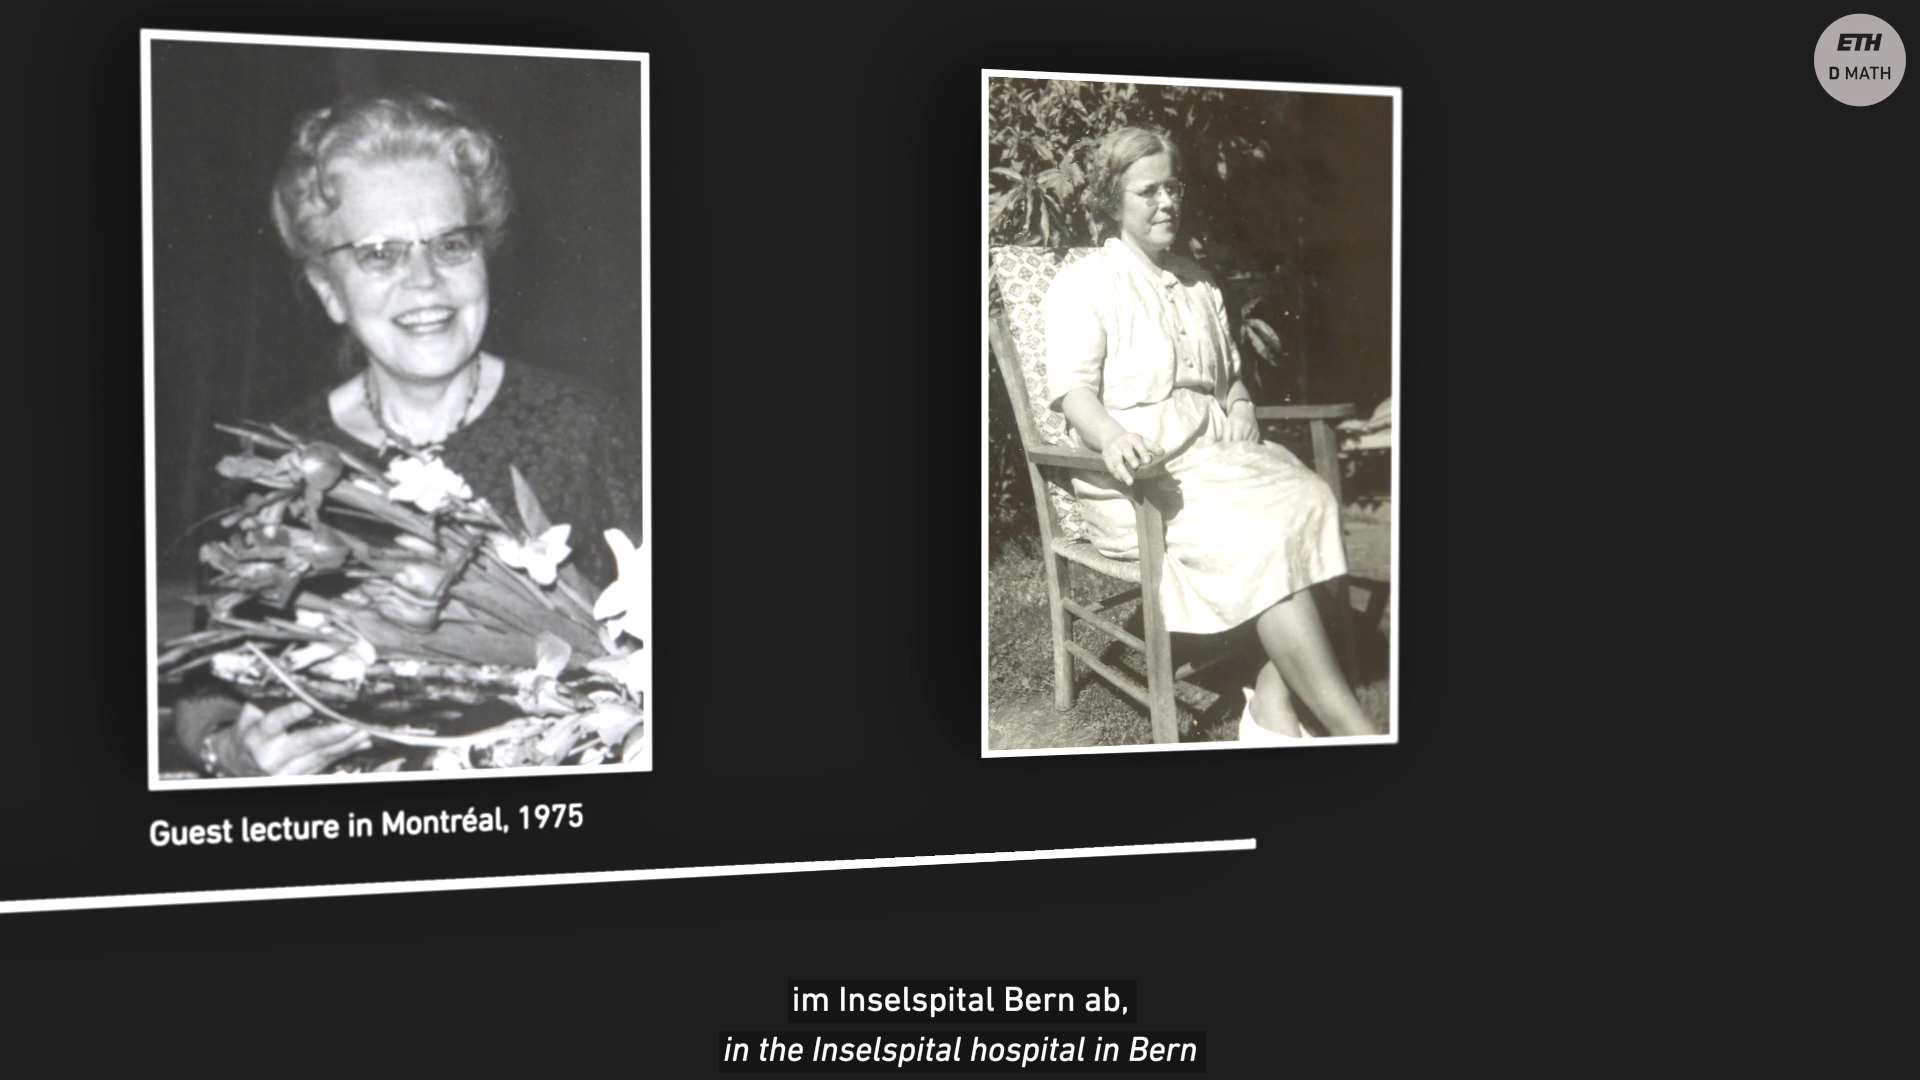 ETH
D MATH
Guest lecture in Montréal, 1975
im Inselspital Bern ab,
in the Inselspital hospital in Bern